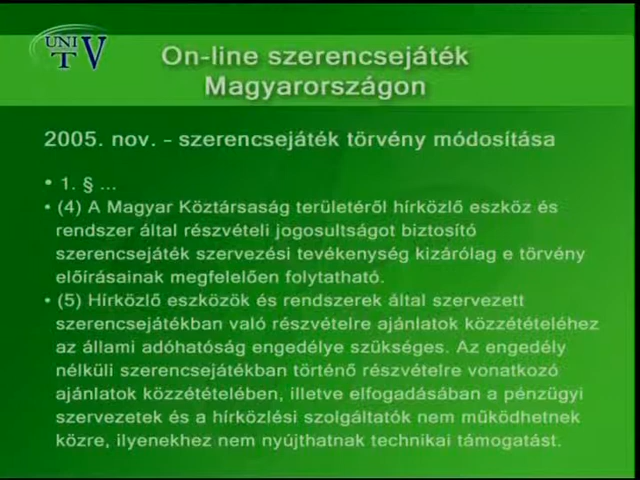 UNI
TV
On-line szerencsejáték
Magyarországon
2005. nov. – szerencsejáték törvény módosítása
• 1. § ...
• (4) A Magyar Köztársaság területéről hírközlő eszköz és
rendszer által részvételi jogosultságot biztosító
szerencsejáték szervezési tevékenység kizárólag e törvény
előírásainak megfelelően folytatható.
• (5) Hírközlő eszközök és rendszerek által szervezett
szerencsejátékban való részvételre ajánlatok közzétételéhez
az állami adóhatóság engedélye szükséges. Az engedély
nélküli szerencsejátékban történő részvételre vonatkozó
ajánlatok közzétételében, illetve elfogadásában a pénzügyi
szervezetek és a hírközlési szolgáltatók nem működhetnek
közre, ilyenekhez nem nyújthatnak technikai támogatást.